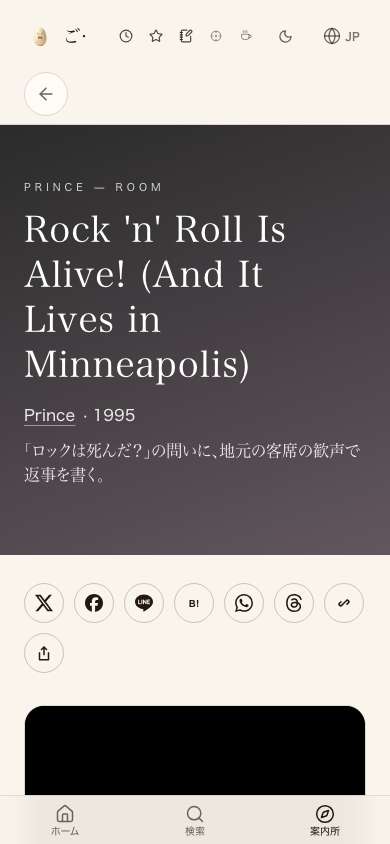 ご·
JP
PRINCE — ROOM
Rock 'n' Roll Is
Alive! (And It
Lives in
Minneapolis)
Prince · 1995
「ロックは死んだ?」の問いに、地元の客席の歓声で
返事を書く。
LINE
B!
ホーム
検索
案内所